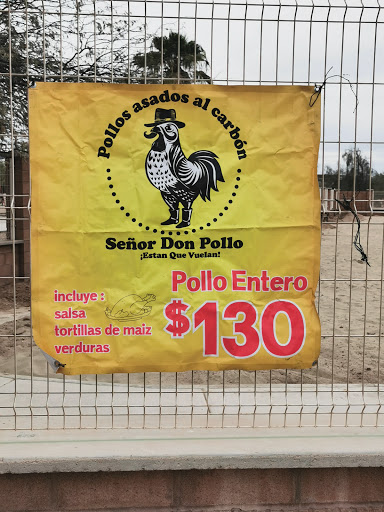 Pollos asados al carbón
Señor Don Pollo
¡Estan Que Vuelan!
Pollo Entero
$130
incluye :
salsa
tortillas de maiz
verduras